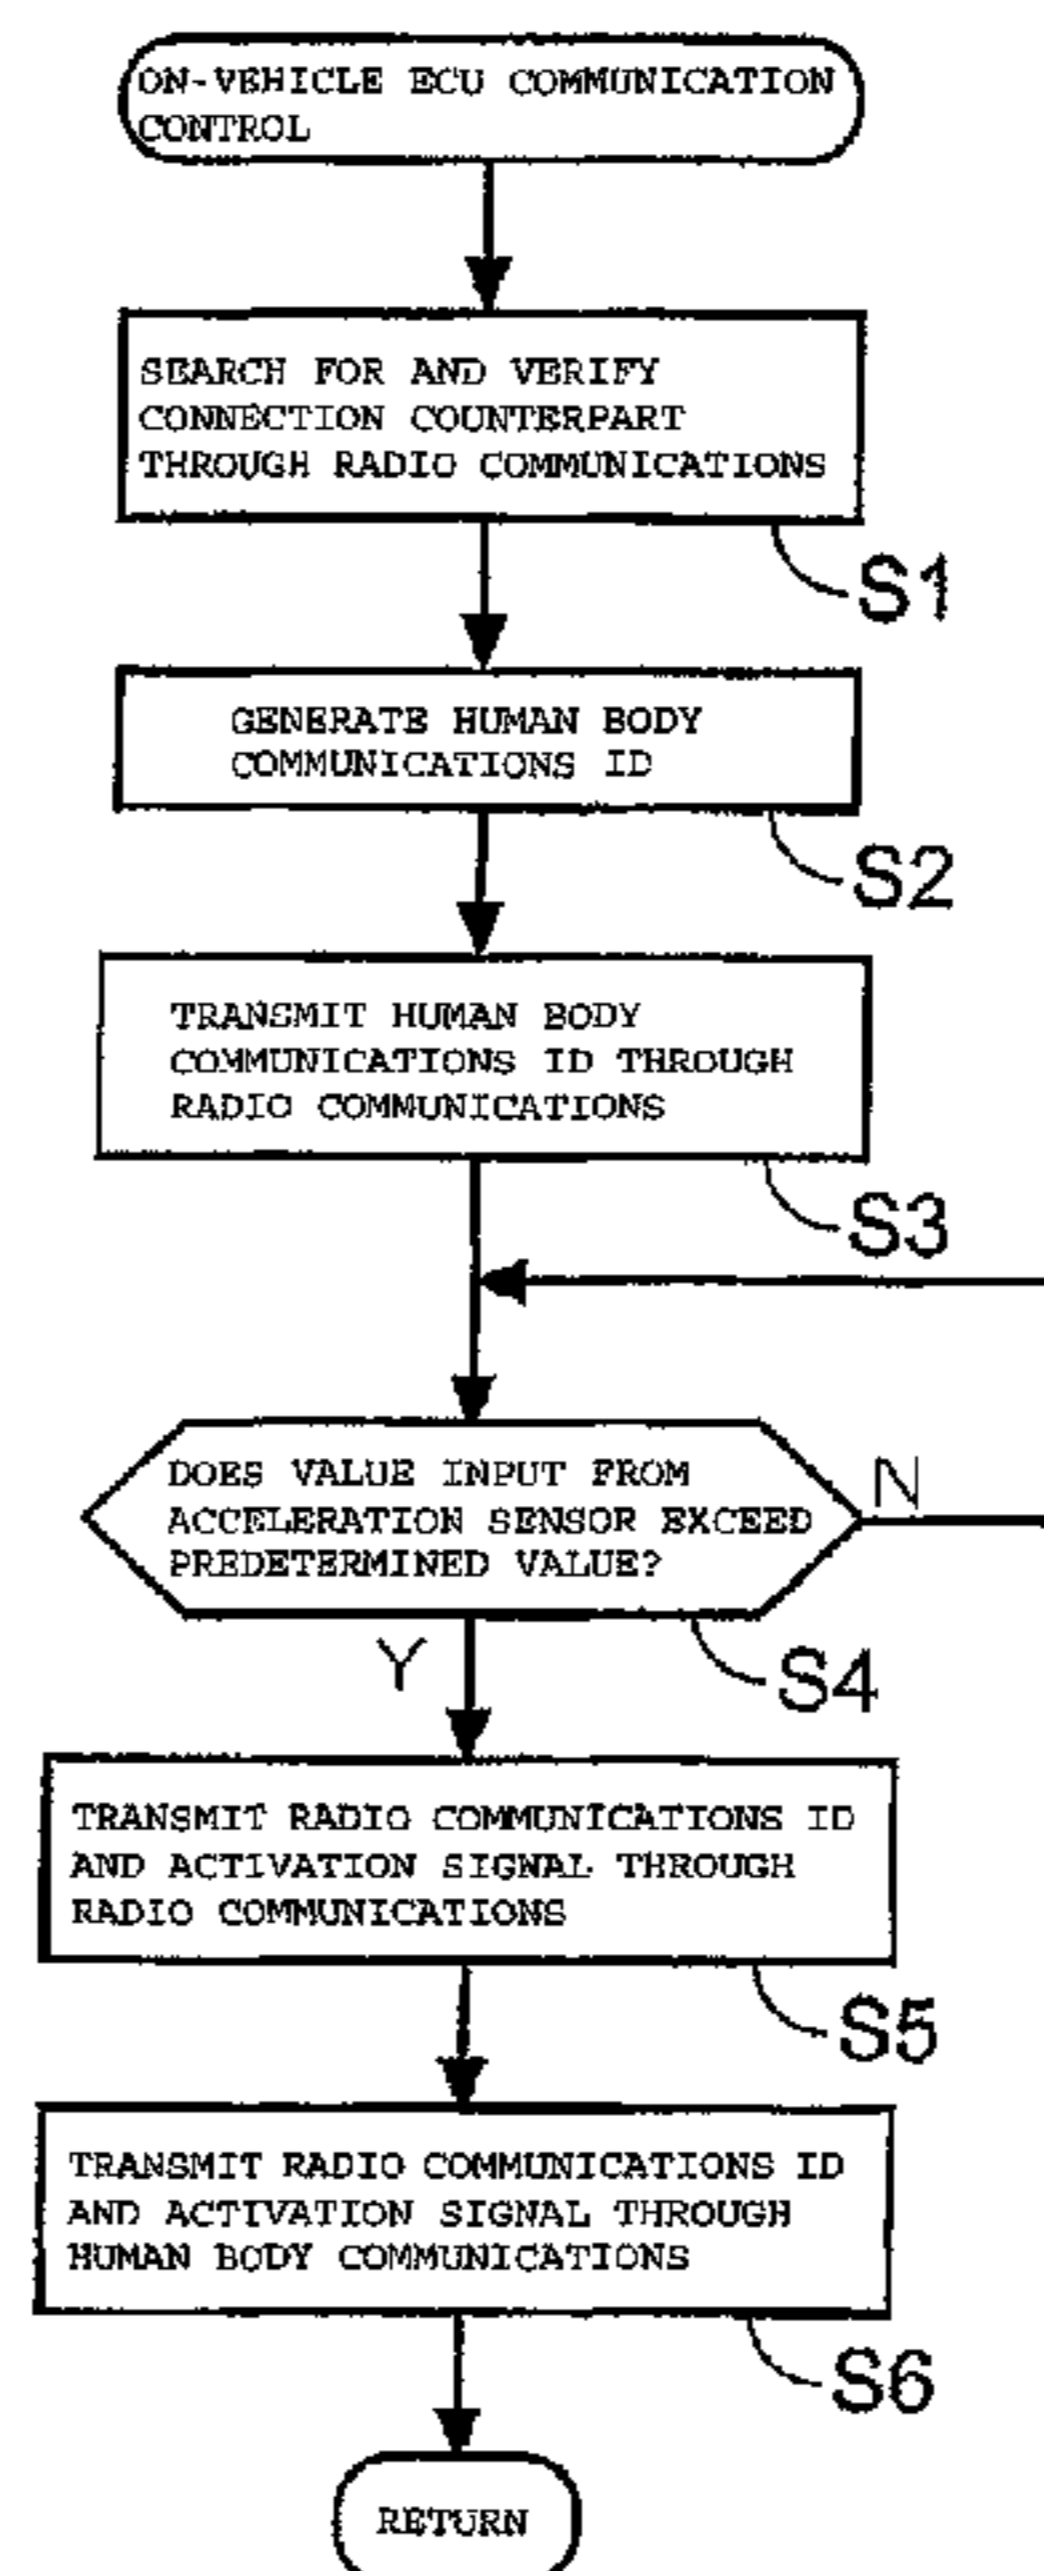 ON-VEHICLE ECU COMMUNICATION
CONTROL
SEARCH FOR AND VERIFY
CONNECTION COUNTERPART
THROUGH RADIO COMMUNICATIONS
S1
GENERATE HUMAN BODY
COMMUNICATIONS ID
S2
TRANSMIT HUMAN BODY
COMMUNICATIONS ID THROUGH
RADIO COMMUNICATIONS
S3
DOES VALUE INPUT FROM
ACCELERATION SENSOR EXCEED
PREDETERMINED VALUE?
N
Y
S4
TRANSMIT RADIO COMMUNICATIONS ID
AND ACTIVATION SIGNAL THROUGH
RADIO COMMUNICATIONS
S5
TRANSMIT RADIO COMMUNICATIONS ID
AND ACTIVATION SIGNAL THROUGH
HUMAN BODY COMMUNICATIONS
S6
RETURN